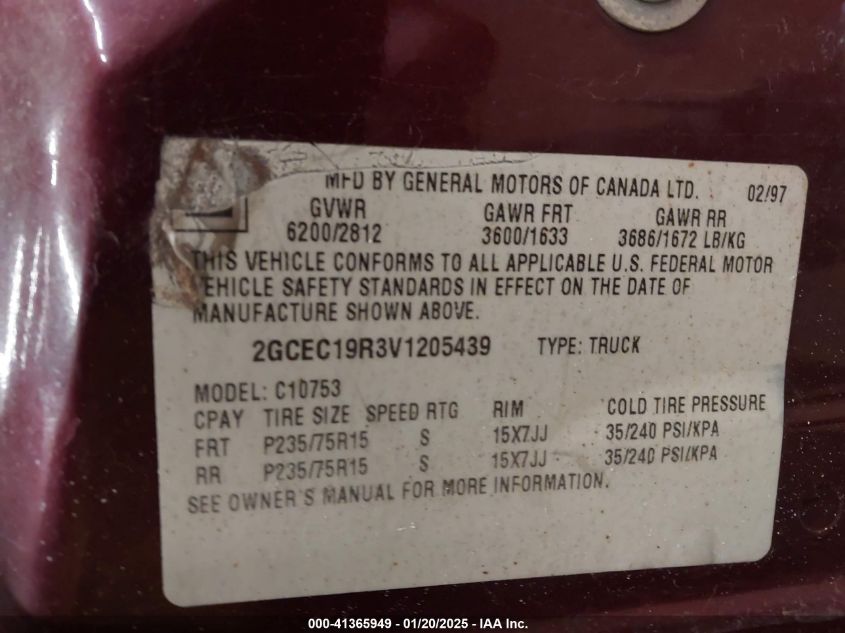 MFD BY GENERAL MOTORS OF CANADA LTD. 02/97
GVWR GAWR FRT GAWR RR
6200/2812 3600/1633 3686/1672 LB/KG
THIS VEHICLE CONFORMS TO ALL APPLICABLE U.S. FEDERAL MOTOR
VEHICLE SAFETY STANDARDS IN EFFECT ON THE DATE OF
MANUFACTURE SHOWN ABOVE.
2GCEC19R3V1205439 TYPE: TRUCK
MODEL: C10753
CPAY TIRE SIZE SPEED RTG RIM COLD TIRE PRESSURE
FRT P235/75R15 S 15X7JJ 35/240 PSI/KPA
RR P235/75R15 S 15X7JJ 35/240 PSI/KPA
SEE OWNER'S MANUAL FOR MORE INFORMATION.
000-41365949 - 01/20/2025 - IAA Inc.